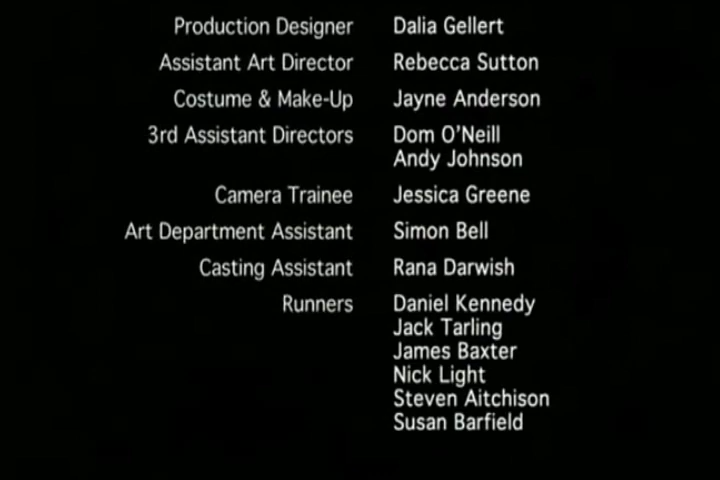 Production Designer Dalia Gellert
Assistant Art Director Rebecca Sutton
Costume & Make-Up Jayne Anderson
3rd Assistant Directors Dom O'Neill
Andy Johnson
Camera Trainee Jessica Greene
Art Department Assistant Simon Bell
Casting Assistant Rana Darwish
Runners Daniel Kennedy
Jack Tarling
James Baxter
Nick Light
Steven Aitchison
Susan Barfield